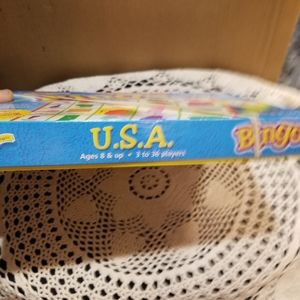 U.S.A.
Ages 8 & up • 3 to 36 players
Bingo